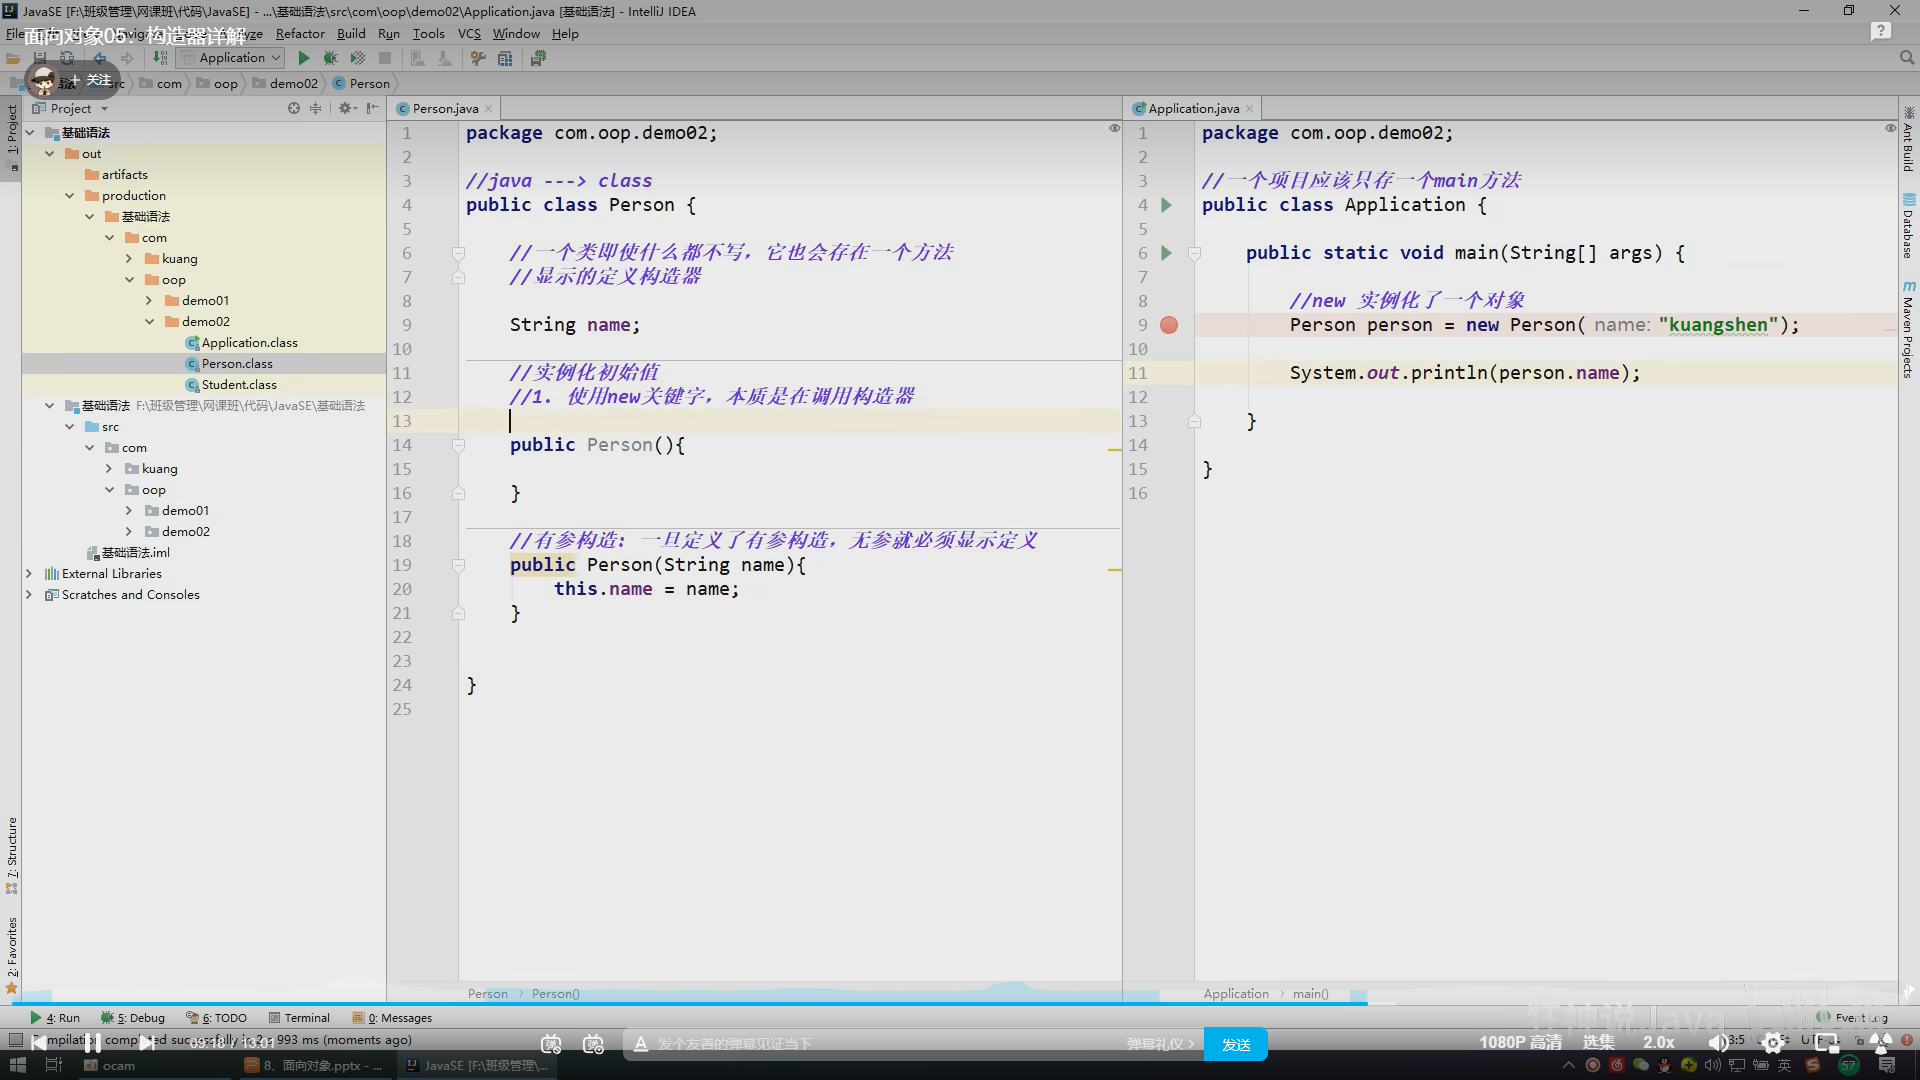 JavaSE [F:\班级管理\网课班\代码\JavaSE] - ...\基础语法\src\com\oop\demo02\Application.java [基础语法] - IntelliJ IDEA
面向对象05：构造器详解
File
Refactor Build Run Tools VCS Window Help
Application
+ 关注
src com oop demo02 Person
Project
Person.java
Application.java
基础语法
out
artifacts
production
基础语法
com
kuang
oop
demo01
demo02
Application.class
Person.class
Student.class
基础语法 F:\班级管理\网课班\代码\JavaSE\基础语法
src
com
kuang
oop
demo01
demo02
基础语法.iml
External Libraries
Scratches and Consoles
1: Project
7: Structure
2: Favorites
1 package com.oop.demo02;
2
3 //java ---> class
4 public class Person {
5
6 //一个类即使什么都不写，它也会存在一个方法
7 //显示的定义构造器
8
9 String name;
10
11 //实例化初始值
12 //1. 使用new关键字，本质是在调用构造器
13
14 public Person(){
15
16 }
17
18 //有参构造: 一旦定义了有参构造，无参就必须显示定义
19 public Person(String name){
20 this.name = name;
21 }
22
23
24 }
25
Person › Person()
1 package com.oop.demo02;
2
3 //一个项目应该只存一个main方法
4 public class Application {
5
6 public static void main(String[] args) {
7
8 //new 实例化了一个对象
9 Person person = new Person( name: "kuangshen");
10
11 System.out.println(person.name);
12
13 }
14
15 }
16
Application › main()
Ant Build
Database
Maven Projects
4: Run 5: Debug 6: TODO Terminal 0: Messages
Event Log
狂神说Java
Compilation completed successfully in 2s 993 ms (moments ago)
09:18 / 13:01
发个友善的弹幕见证当下
弹幕礼仪 ›
发送
1080P 高清 选集 2.0x
ocam
8、面向对象.pptx - ...
JavaSE [F:\班级管理\...
英
57